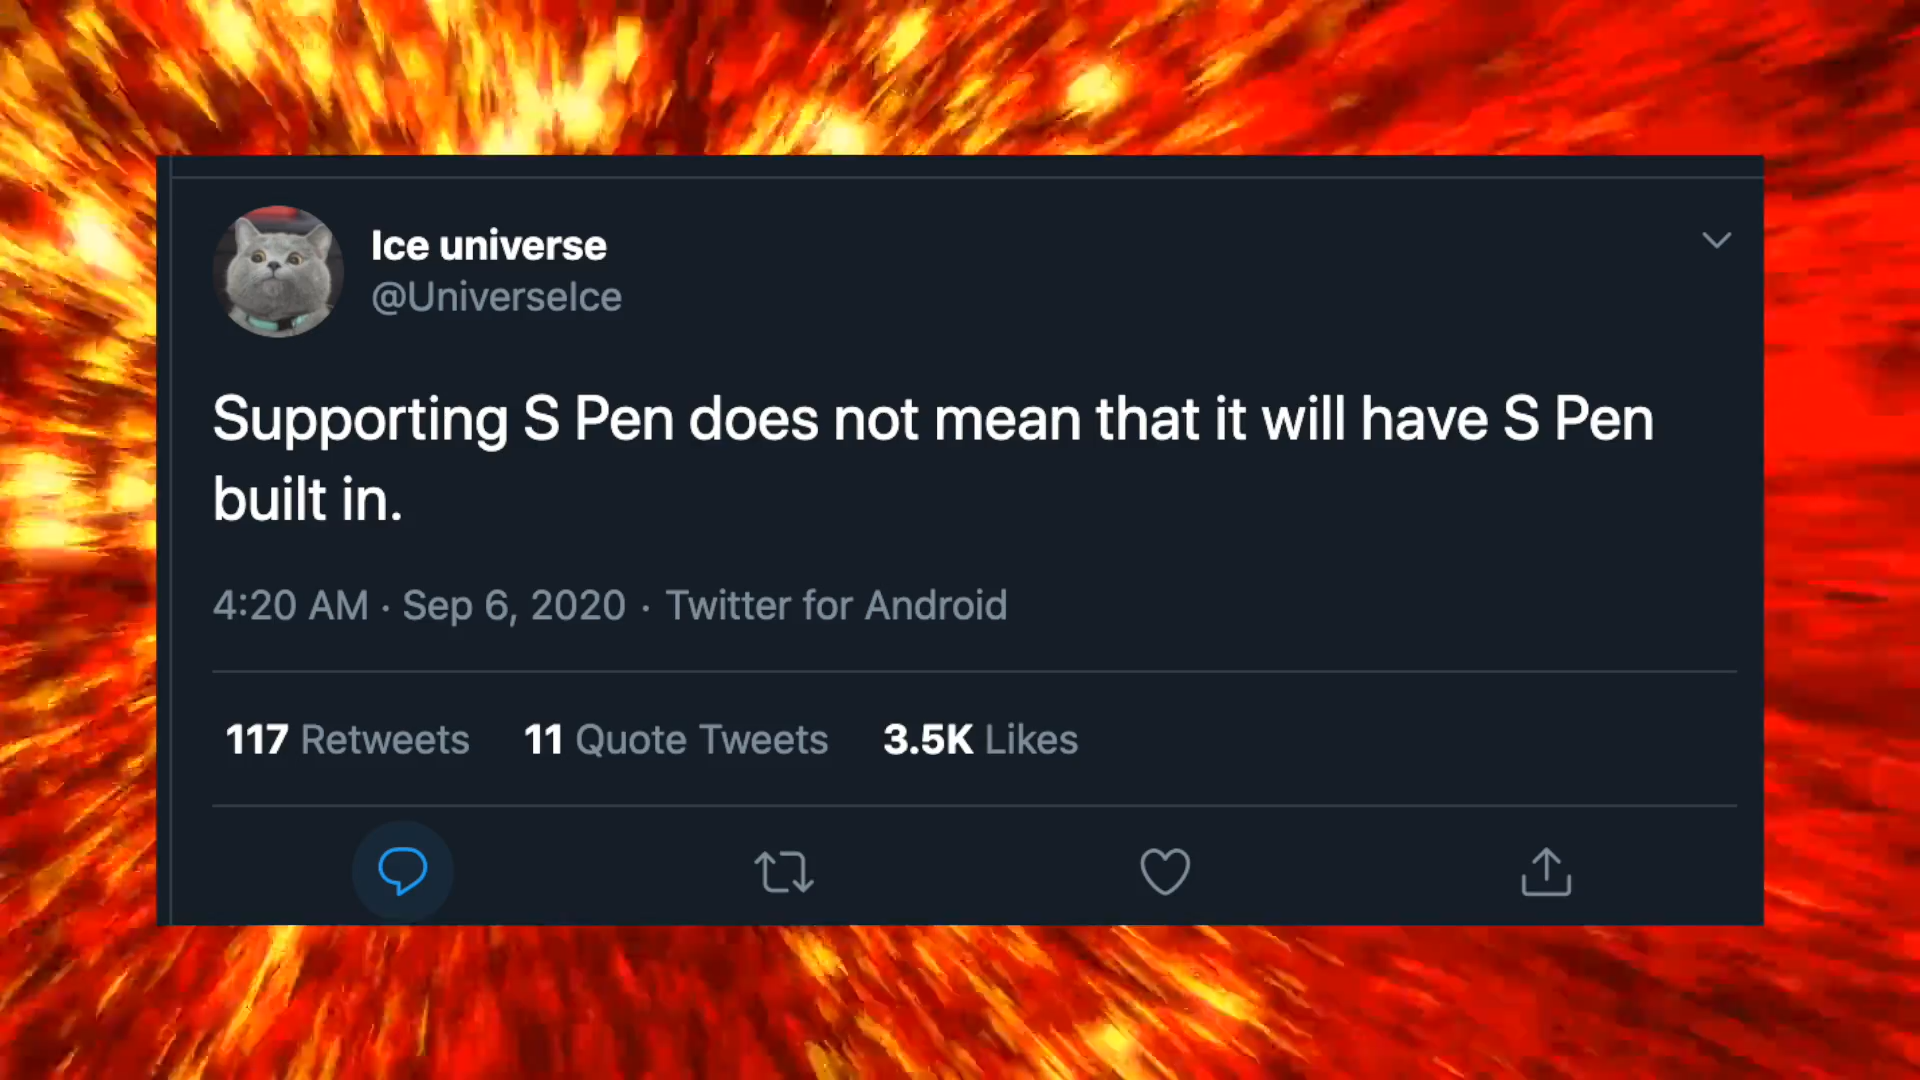 Ice universe
@UniverseIce
Supporting S Pen does not mean that it will have S Pen
built in.
4:20 AM · Sep 6, 2020 · Twitter for Android
117 Retweets 11 Quote Tweets 3.5K Likes